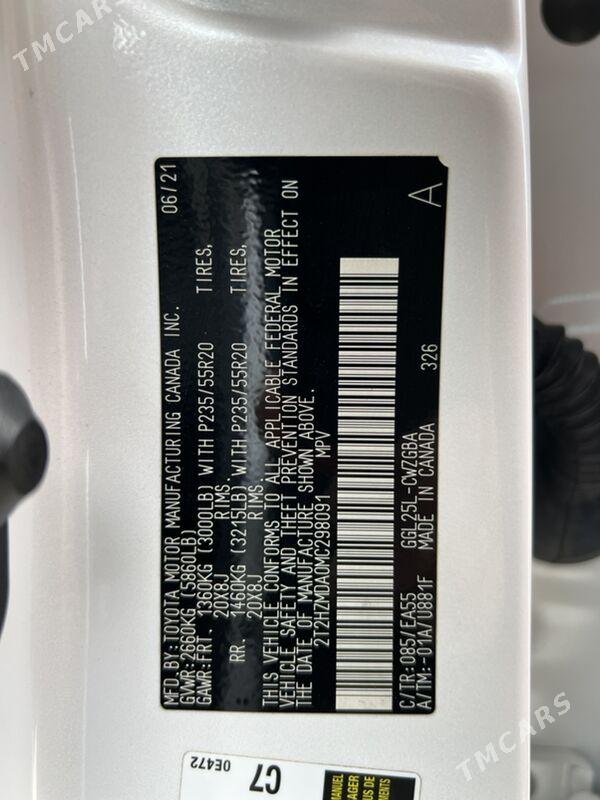 TMCARS
MFD.BY:TOYOTA MOTOR MANUFACTURING CANADA INC. 06/21
GVWR:2660KG (5860LB)
GAWR:FRT. 1360KG (3000LB) WITH P235/55R20 TIRES,
20X8J RIMS,
RR. 1460KG (3215LB) WITH P235/55R20 TIRES,
20X8J RIMS.
THIS VEHICLE CONFORMS TO ALL APPLICABLE FEDERAL MOTOR
VEHICLE SAFETY AND THEFT PREVENTION STANDARDS IN EFFECT ON
THE DATE OF MANUFACTURE SHOWN ABOVE.
2T2HZMDA0MC298091 MPV
C/TR:085/EA55 GGL25L-CWZGBA
A/TM:-01A/U881F MADE IN CANADA 326
A
0E472
C7
MANUEL
TMCARS